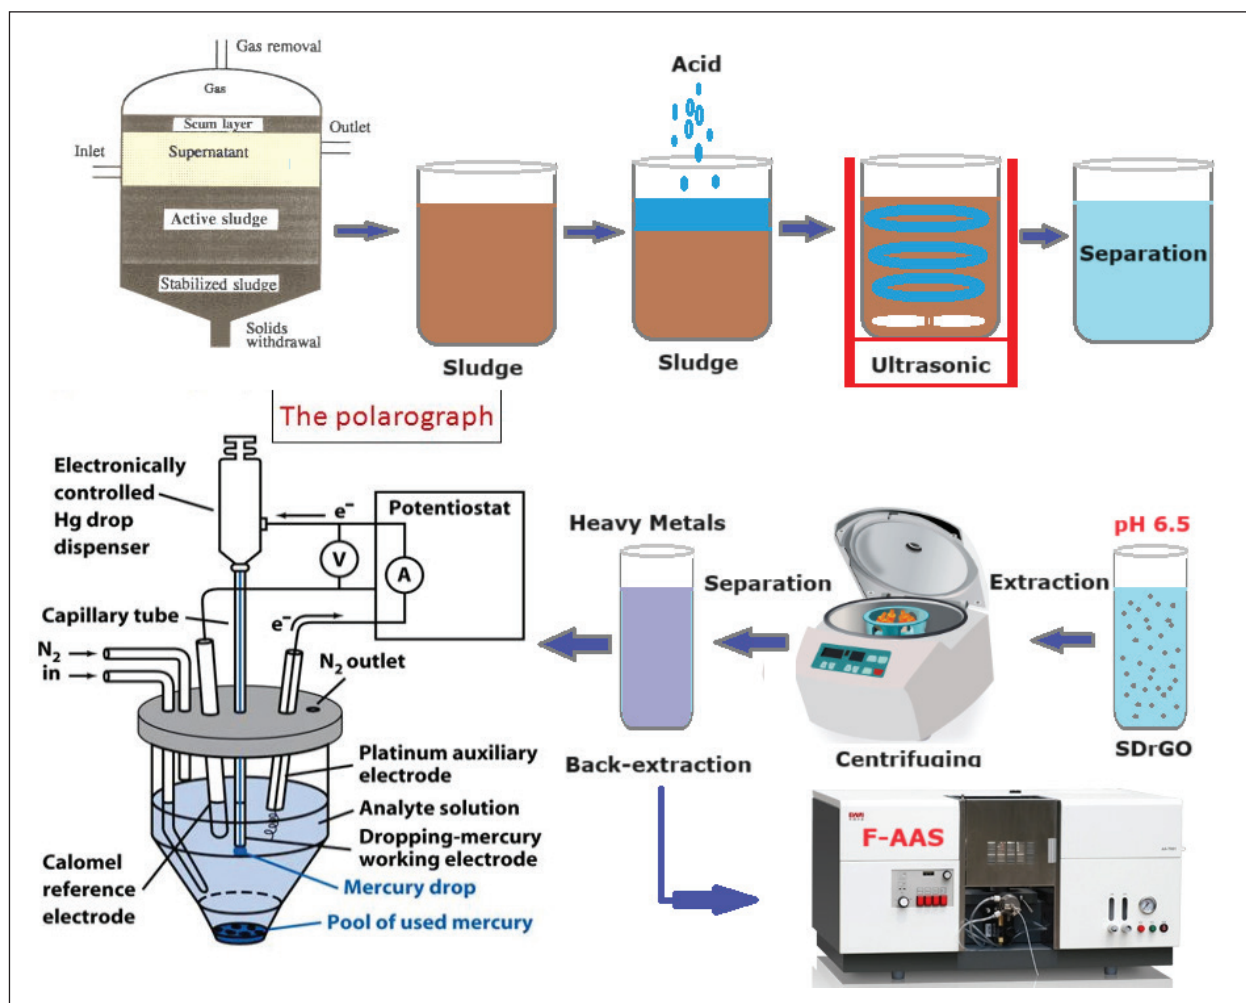 Gas removal
Gas
Scum layer
Outlet
Inlet
Supernatant
Active sludge
Stabilized sludge
Solids
withdrawal
Sludge
Acid
Sludge
Ultrasonic
Separation
The polarograph
Electronically
controlled
Hg drop
dispenser
e⁻
Potentiostat
V
A
Capillary tube
e⁻
N₂
in
N₂ outlet
Platinum auxiliary
electrode
Analyte solution
Dropping-mercury
working electrode
Calomel
reference
electrode
Mercury drop
Pool of used mercury
Heavy Metals
Separation
Extraction
pH 6.5
SDrGO
Centrifuging
Back-extraction
F-AAS